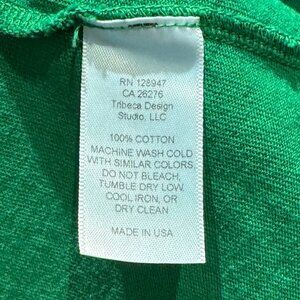 RN 128947
CA 26276
Tribeca Design
Studio, LLC
100% COTTON
MACHINE WASH COLD
WITH SIMILAR COLORS,
DO NOT BLEACH,
TUMBLE DRY LOW,
COOL IRON, OR
DRY CLEAN
MADE IN USA